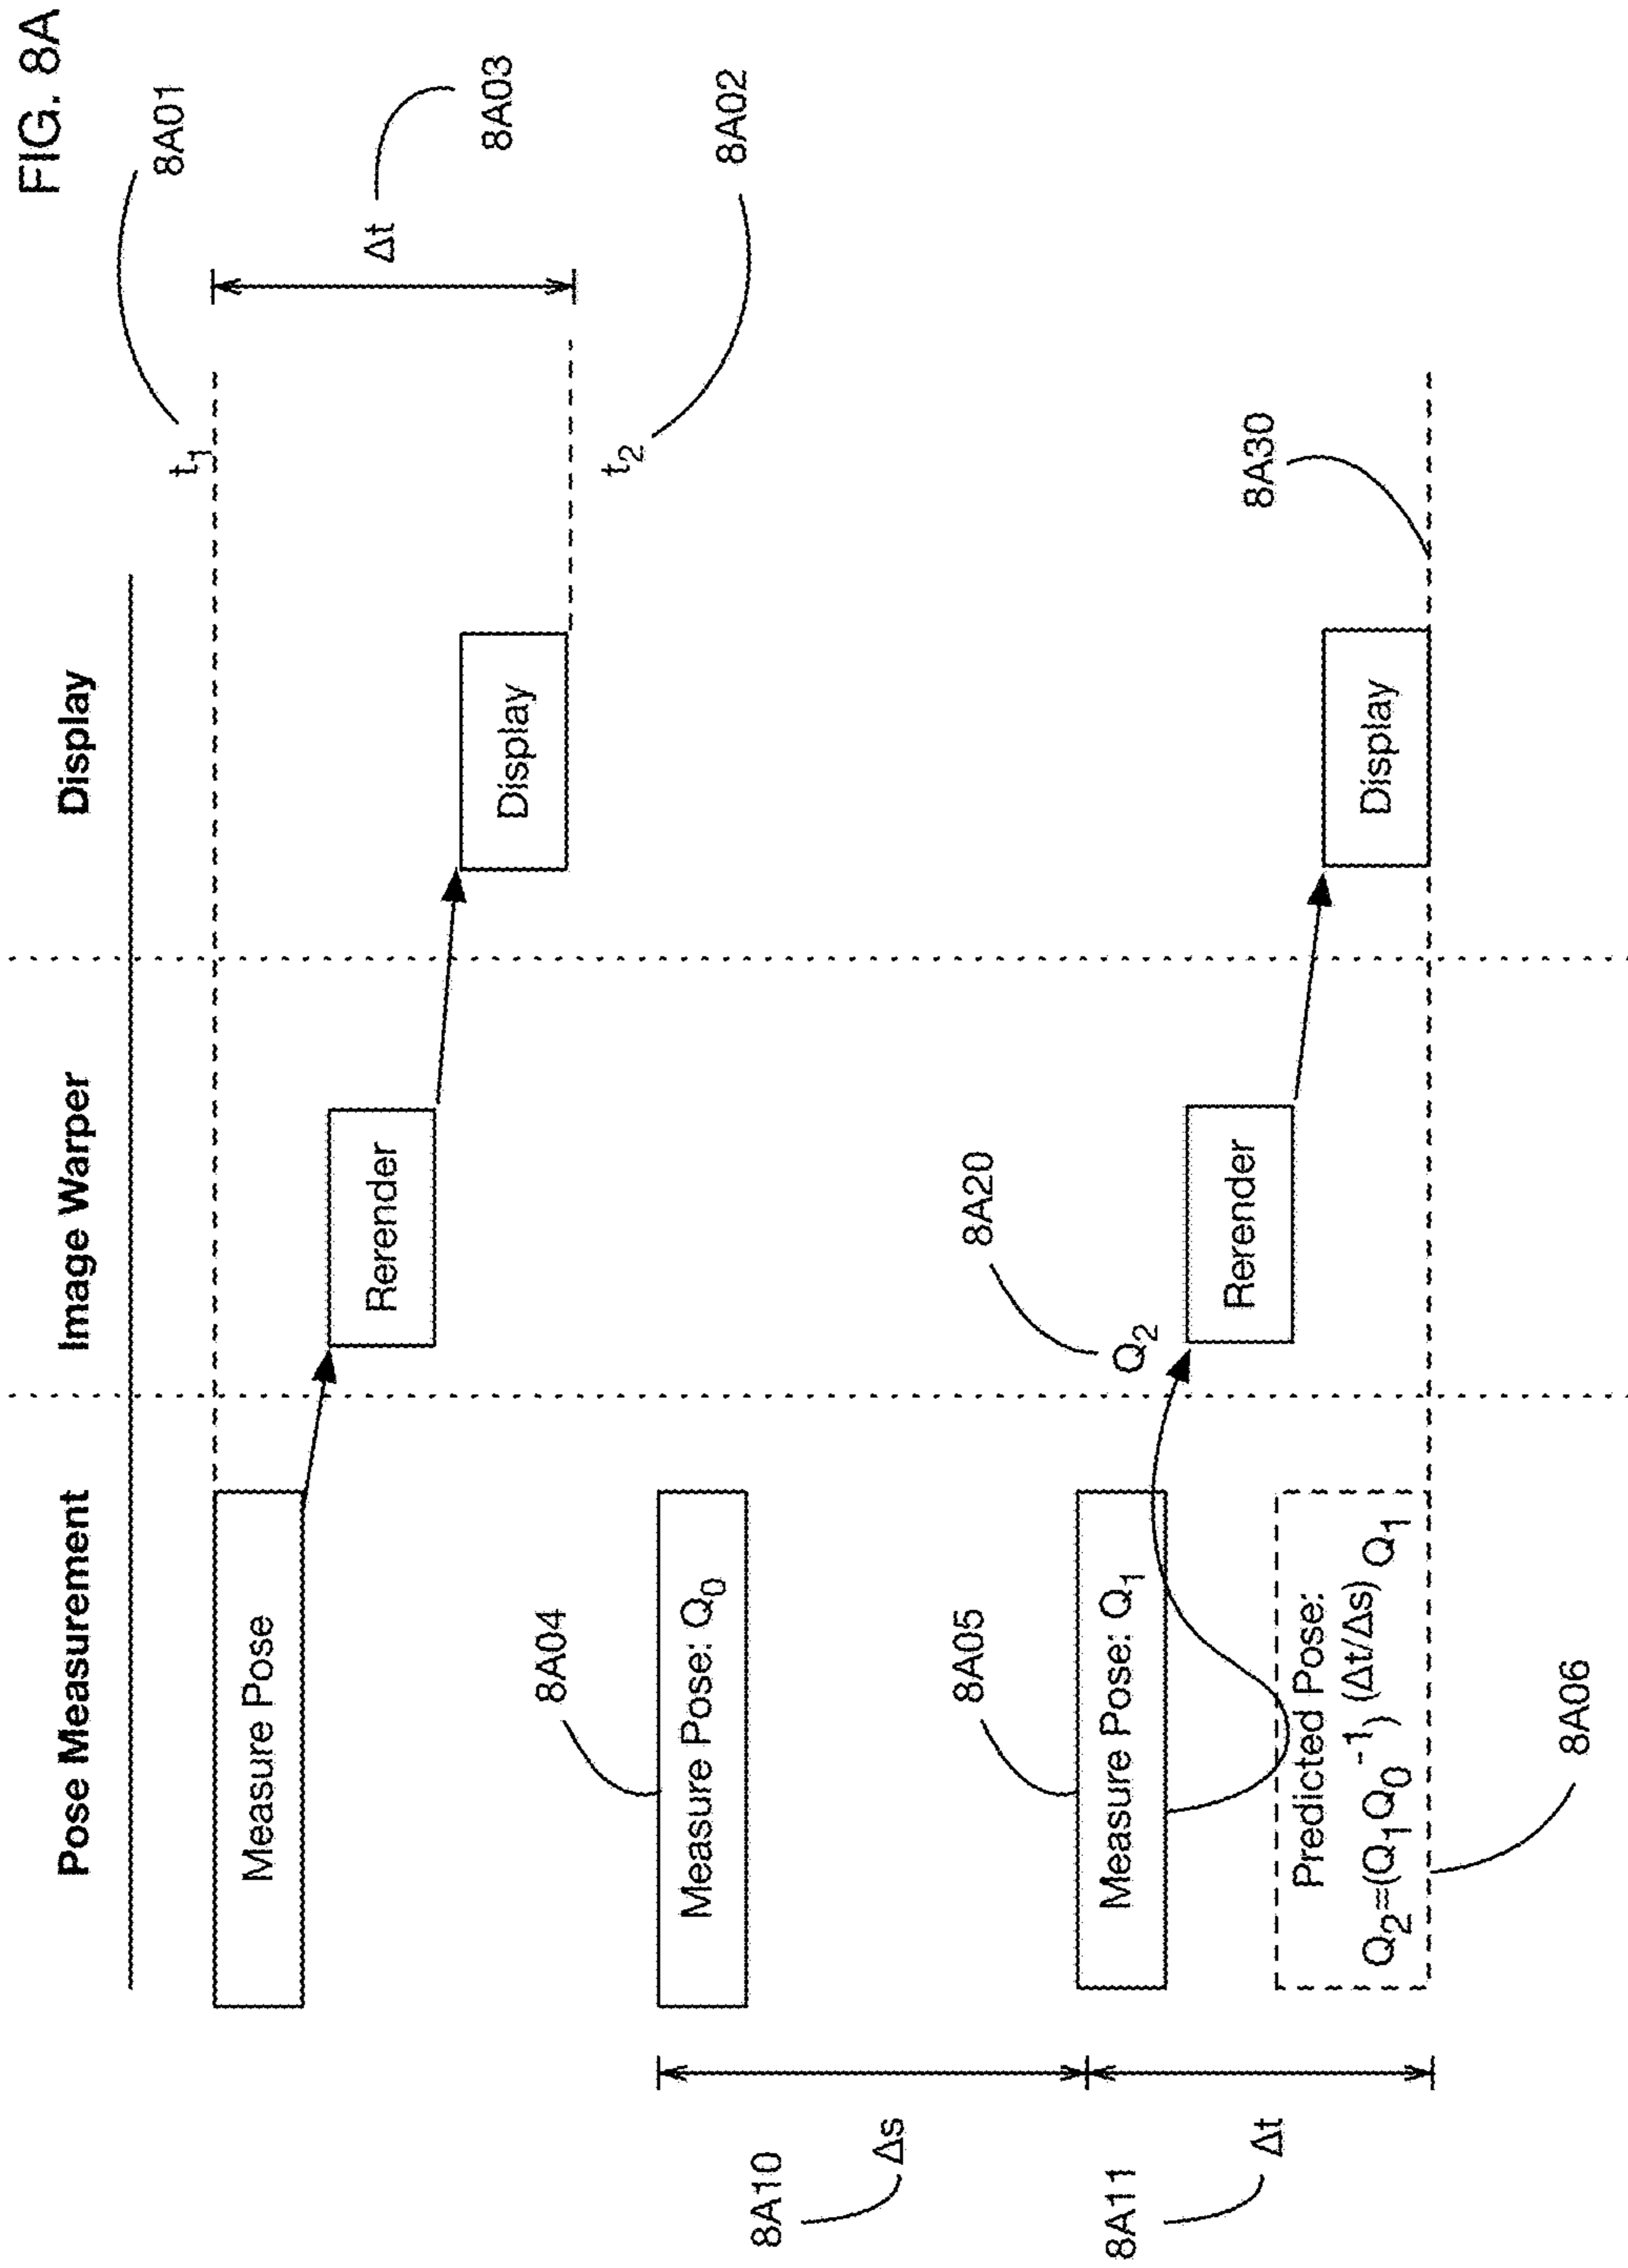 FIG. 8A
Pose Measurement
Image Warper
Display
8A01
t1
Measure Pose
Rerender
Display
Δt
8A03
t2
8A02
8A04
Measure Pose: Q0
8A10
Δs
8A05
Measure Pose: Q1
8A20
Q2
Rerender
Display
8A30
8A11
Δt
Predicted Pose:
Q2=(Q1Q0-1) (Δt/Δs) Q1
8A06